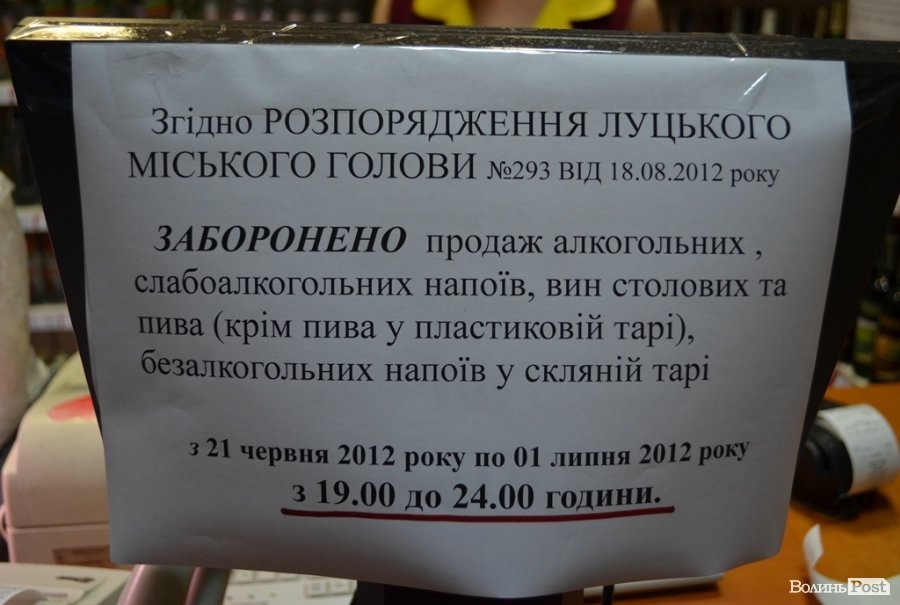 Згідно РОЗПОРЯДЖЕННЯ ЛУЦЬКОГО
МІСЬКОГО ГОЛОВИ №293 ВІД 18.08.2012 року
ЗАБОРОНЕНО продаж алкогольних ,
слабоалкогольних напоїв, вин столових та
пива (крім пива у пластиковій тарі),
безалкогольних напоїв у скляній тарі
з 21 червня 2012 року по 01 липня 2012 року
з 19.00 до 24.00 години.
ВолиньPost